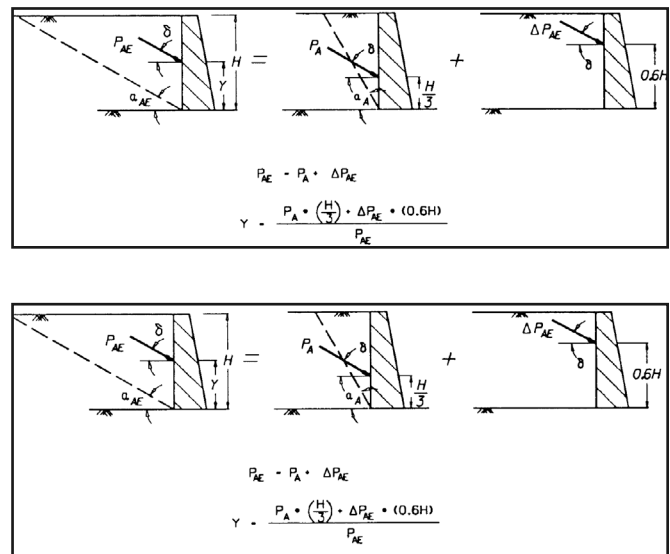 P_AE δ H Y α_AE = P_A δ α_A H/3 + ΔP_AE δ 0.6H
P_AE - P_A + ΔP_AE
Y - P_A • (H/3) + ΔP_AE • (0.6H) / P_AE
P_AE δ H Y α_AE = P_A δ α_A H/3 + ΔP_AE δ 0.6H
P_AE - P_A + ΔP_AE
Y - P_A • (H/3) + ΔP_AE • (0.6H) / P_AE